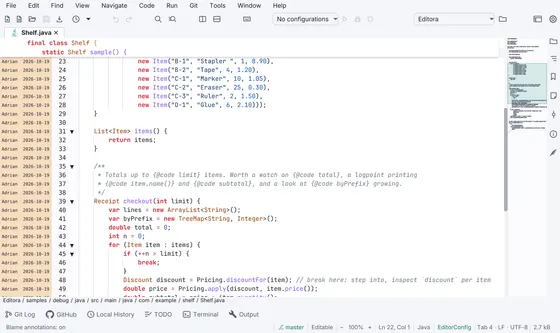 File Edit View Navigate Code Run Git Tools Window Help
No configurations
Editora
Shelf.java ×
final class Shelf {
static Shelf sample() {
Adrian 2026-10-19 23 new Item("B-1", "Stapler ", 1, 8.90),
Adrian 2026-10-19 24 new Item("B-2", "Tape", 4, 1.20),
Adrian 2026-10-19 25 new Item("C-1", "Marker", 10, 1.05),
Adrian 2026-10-19 26 new Item("C-2", "Eraser", 25, 0.30),
Adrian 2026-10-19 27 new Item("C-3", "Ruler", 2, 1.50),
Adrian 2026-10-19 28 new Item("D-1", "Glue", 6, 2.10)));
Adrian 2026-10-19 29 }
Adrian 2026-10-19 30
Adrian 2026-10-19 31 List<Item> items() {
Adrian 2026-10-19 32 return items;
Adrian 2026-10-19 33 }
Adrian 2026-10-19 34
Adrian 2026-10-19 35 /**
Adrian 2026-10-19 36 * Totals up to {@code limit} items. Worth a watch on {@code total}, a logpoint printing
Adrian 2026-10-19 37 * {@code item.name()} and {@code subtotal}, and a look at {@code byPrefix} growing.
Adrian 2026-10-19 38 */
Adrian 2026-10-19 39 Receipt checkout(int limit) {
Adrian 2026-10-19 40 var lines = new ArrayList<String>();
Adrian 2026-10-19 41 var byPrefix = new TreeMap<String, Integer>();
Adrian 2026-10-19 42 double total = 0;
Adrian 2026-10-19 43 int n = 0;
Adrian 2026-10-19 44 for (Item item : items) {
Adrian 2026-10-19 45 if (++n > limit) {
Adrian 2026-10-19 46 break;
Adrian 2026-10-19 47 }
Adrian 2026-10-19 48 Discount discount = Pricing.discountFor(item); // break here: step into, inspect `discount` per item
Adrian 2026-10-19 49 double price = Pricing.apply(discount, item.price());
Editora / samples / debug / java / src / main / java / com / example / shelf / Shelf.java
Git Log GitHub Local History TODO Terminal Output
Blame annotations: on master Editable − 100% + Ln 22, Col 1 Java EditorConfig Tab 4 LF UTF-8 2.7 kB